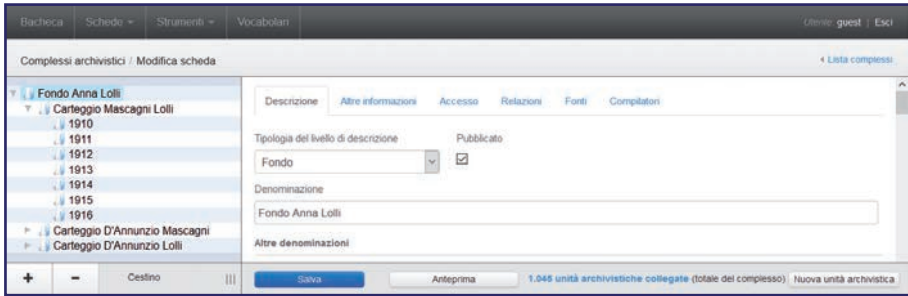 Bacheca Schede Strumenti Vocabolari Utente guest | Esci
Complessi archivistici / Modifica scheda Lista complessi
Fondo Anna Lolli
Carteggio Mascagni Lolli
1910
1911
1912
1913
1914
1915
1916
Carteggio D'Annunzio Mascagni
Carteggio D'Annunzio Lolli
+ - Cestino
Descrizione Altre informazioni Accesso Relazioni Fonti Compilatori
Tipologia del livello di descrizione Pubblicato
Fondo
Denominazione
Fondo Anna Lolli
Altre denominazioni
Salva Anteprima 1.045 unità archivistiche collegate (totale del complesso) Nuova unità archivistica